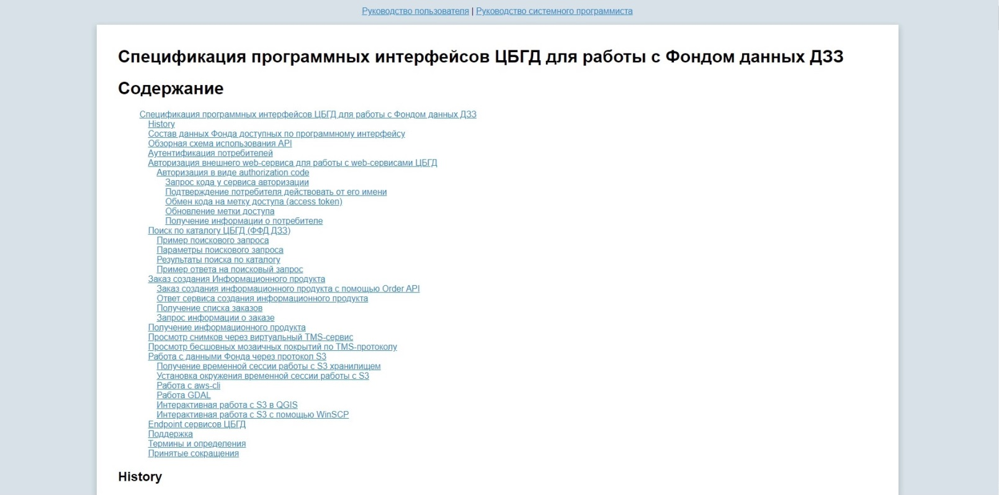 Руководство пользователя | Руководство системного программиста
Спецификация программных интерфейсов ЦБГД для работы с Фондом данных ДЗЗ
Содержание
Спецификация программных интерфейсов ЦБГД для работы с Фондом данных ДЗЗ
History
Состав данных Фонда доступных по программному интерфейсу
Обзорная схема использования API
Аутентификация потребителей
Авторизация внешнего web-сервиса для работы с web-сервисами ЦБГД
Авторизация в виде authorization code
Запрос кода у сервиса авторизации
Подтверждение потребителя действовать от его имени
Обмен кода на метку доступа (access token)
Обновление метки доступа
Получение информации о потребителе
Поиск по каталогу ЦБГД (ФФД ДЗЗ)
Пример поискового запроса
Параметры поискового запроса
Результаты поиска по каталогу
Пример ответа на поисковый запрос
Заказ создания Информационного продукта
Заказ создания информационного продукта с помощью Order API
Ответ сервиса создания информационного продукта
Получение списка заказов
Запрос информации о заказе
Получение информационного продукта
Просмотр снимков через виртуальный TMS-сервис
Просмотр бесшовных мозаичных покрытий по TMS-протоколу
Работа с данными Фонда через протокол S3
Получение временной сессии работы с S3 хранилищем
Установка окружения временной сессии работы с S3
Работа с aws-cli
Работа GDAL
Интерактивная работа с S3 в QGIS
Интерактивная работа с S3 с помощью WinSCP
Endpoint сервисов ЦБГД
Поддержка
Термины и определения
Принятые сокращения
History